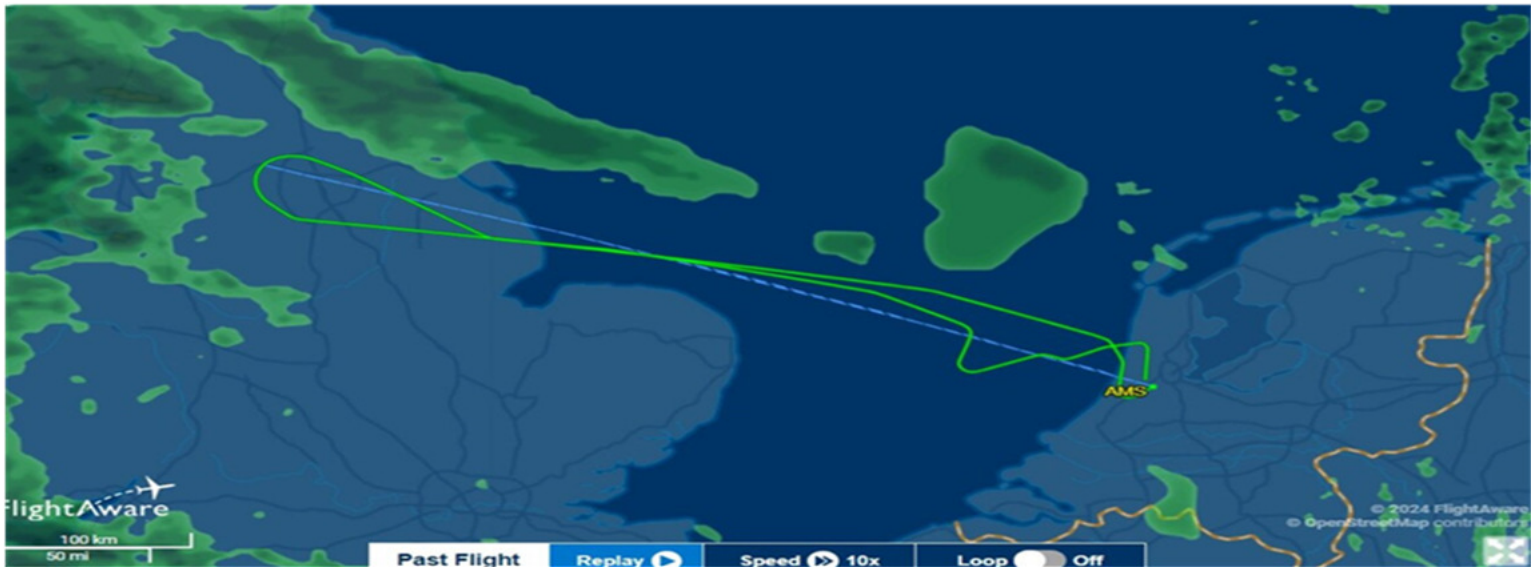 AMS
FlightAware
100 km
50 mi
© 2024 FlightAware
© OpenStreetMap contributors
Past Flight Replay Speed 10x Loop Off